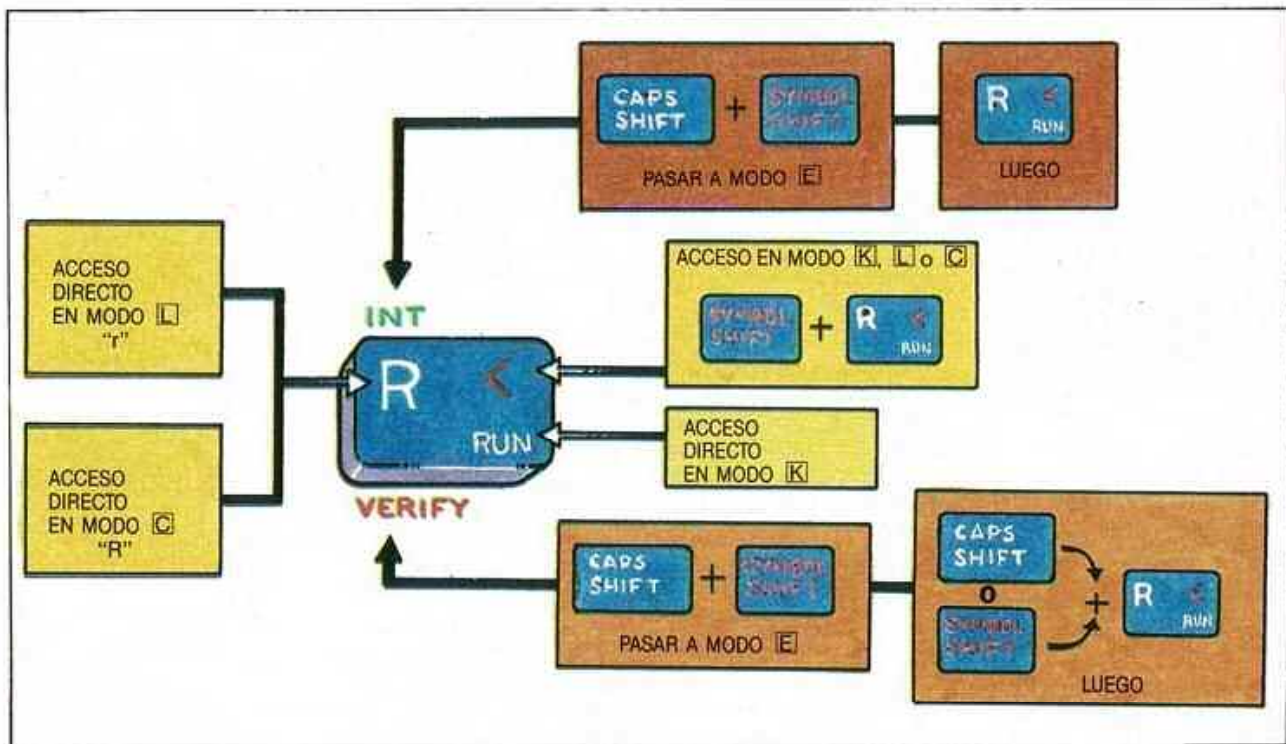 CAPS
SHIFT
+
SYMBOL
SHIFT
PASAR A MODO E
R <
RUN
LUEGO
ACCESO
DIRECTO
EN MODO L
"r"
ACCESO
DIRECTO
EN MODO C
"R"
INT
R <
RUN
VERIFY
ACCESO EN MODO K, L o C
SYMBOL
SHIFT
+
R <
RUN
ACCESO
DIRECTO
EN MODO K
CAPS
SHIFT
+
SYMBOL
SHIFT
PASAR A MODO E
CAPS
SHIFT
o
SYMBOL
SHIFT
+
R <
RUN
LUEGO